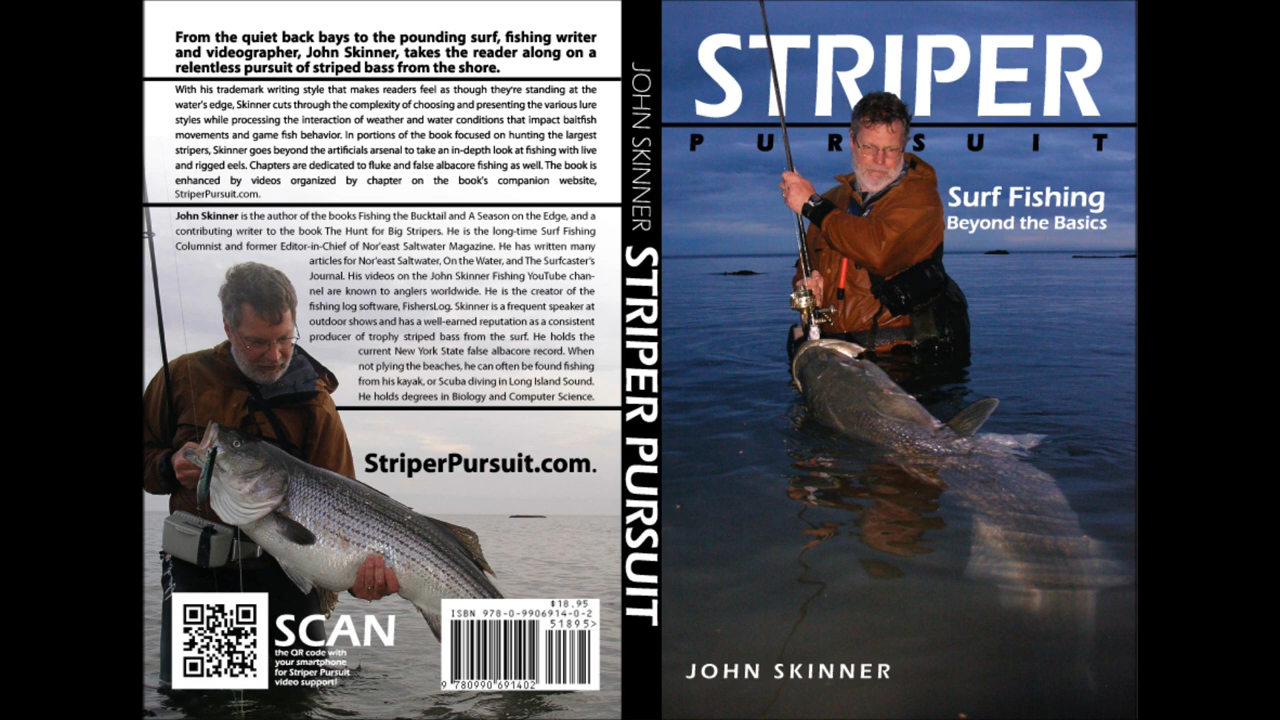 From the quiet back bays to the pounding surf, fishing writer
and videographer, John Skinner, takes the reader along on a
relentless pursuit of striped bass from the shore.
With his trademark writing style that makes readers feel as though they're standing at the
water's edge, Skinner cuts through the complexity of choosing and presenting the various lure
styles while processing the interaction of weather and water conditions that impact baitfish
movements and game fish behavior. In portions of the book focused on hunting the largest
stripers, Skinner goes beyond the artificials arsenal to take an in-depth look at fishing with live
and rigged eels. Chapters are dedicated to fluke and false albacore fishing as well. The book is
enhanced by videos organized by chapter on the book's companion website,
StriperPursuit.com.
John Skinner is the author of the books Fishing the Bucktail and A Season on the Edge, and a
contributing writer to the book The Hunt for Big Stripers. He is the long-time Surf Fishing
Columnist and former Editor-in-Chief of Nor'east Saltwater Magazine. He has written many
articles for Nor'east Saltwater, On the Water, and The Surfcaster's
Journal. His videos on the John Skinner Fishing YouTube chan-
nel are known to anglers worldwide. He is the creator of the
fishing log software, FishersLog. Skinner is a frequent speaker at
outdoor shows and has a well-earned reputation as a consistent
producer of trophy striped bass from the surf. He holds the
current New York State false albacore record. When
not plying the beaches, he can often be found fishing
from his kayak, or Scuba diving in Long Island Sound.
He holds degrees in Biology and Computer Science.
StriperPursuit.com.
SCAN
the QR code with
your smartphone
for Striper Pursuit
video support!
$18.95
ISBN 978-0-9906914-0-2
51895>
9 780990 691402
JOHN SKINNER STRIPER PURSUIT
STRIPER
PURSUIT
Surf Fishing
Beyond the Basics
JOHN SKINNER